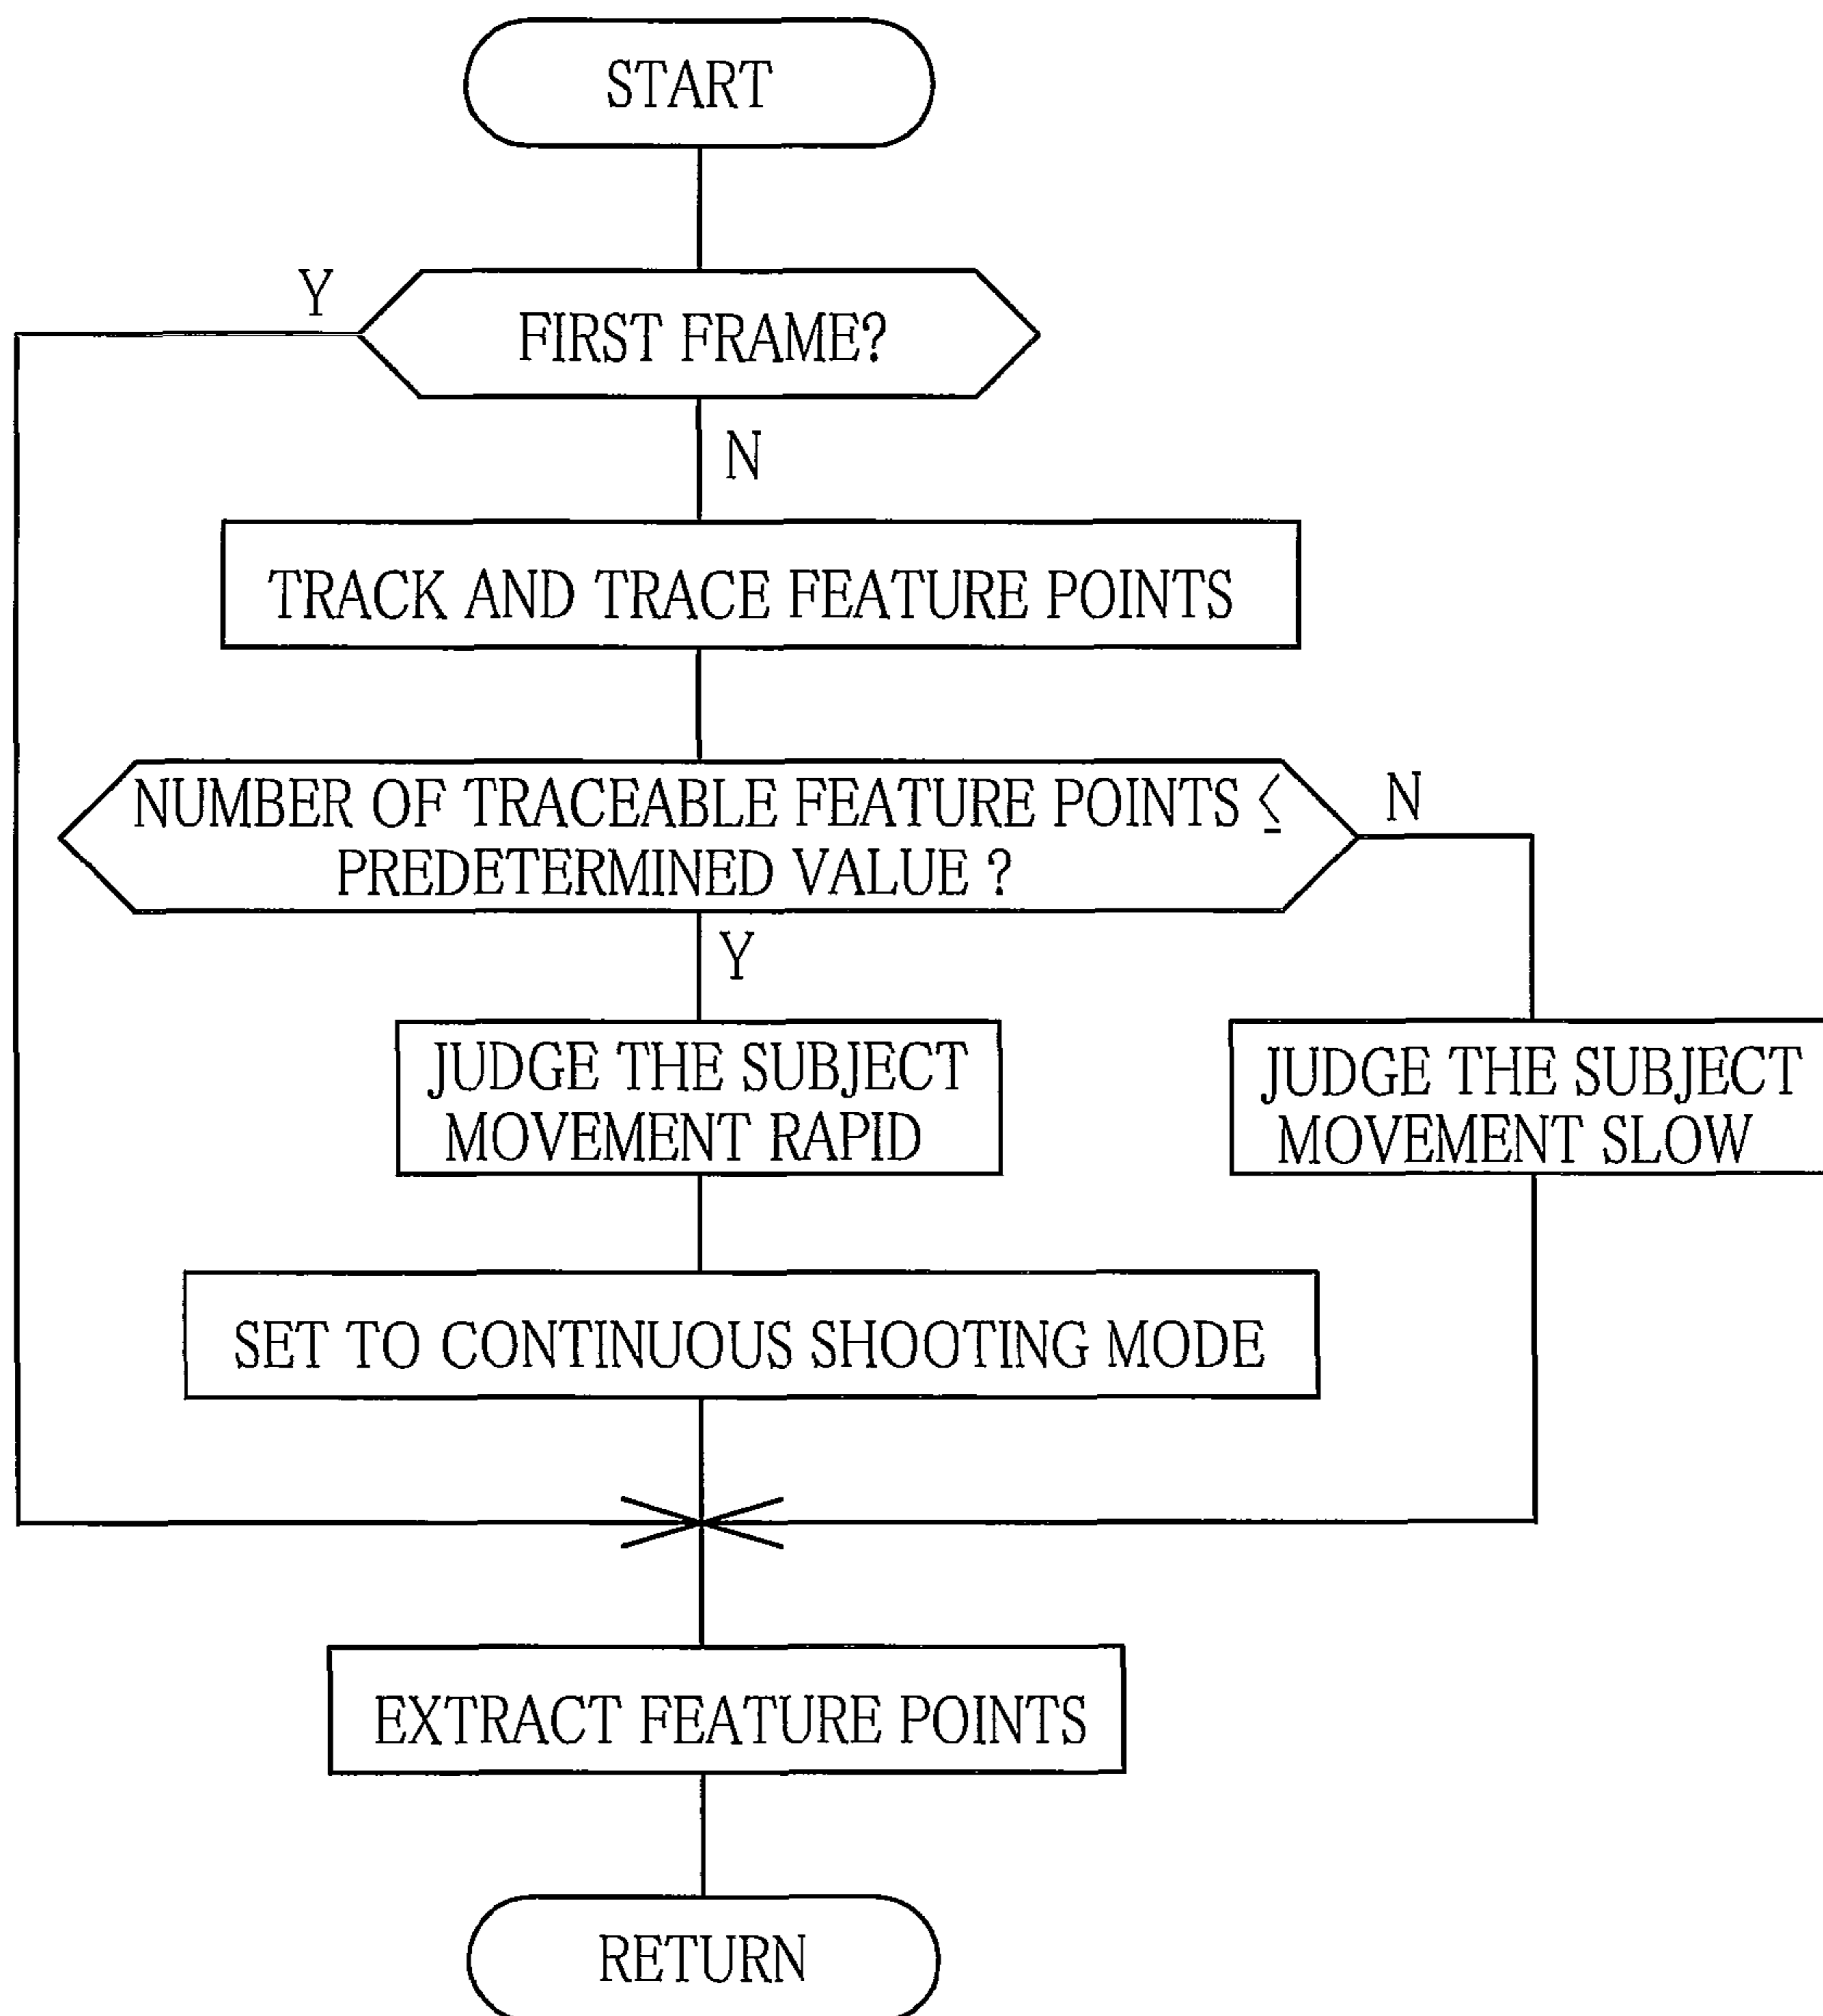 START
Y
FIRST FRAME?
N
TRACK AND TRACE FEATURE POINTS
NUMBER OF TRACEABLE FEATURE POINTS ≤
PREDETERMINED VALUE ?
N
Y
JUDGE THE SUBJECT
MOVEMENT RAPID
JUDGE THE SUBJECT
MOVEMENT SLOW
SET TO CONTINUOUS SHOOTING MODE
EXTRACT FEATURE POINTS
RETURN